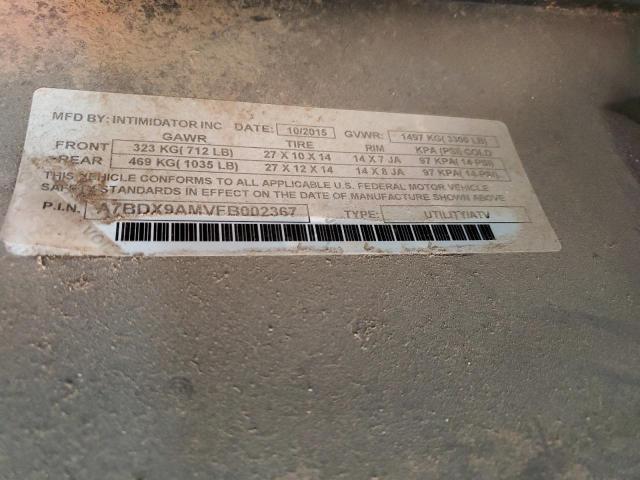 MFD BY: INTIMIDATOR INC DATE: 10/2015 GVWR: 1497 KG( 3300 LB)
GAWR TIRE RIM KPA (PSI) COLD
FRONT 323 KG( 712 LB) 27 X 10 X 14 14 X 7 JA 97 KPA( 14-PSI)
REAR 469 KG( 1035 LB) 27 X 12 X 14 14 X 8 JA 97 KPA( 14-PSI)
THIS VEHICLE CONFORMS TO ALL APPLICABLE U.S. FEDERAL MOTOR VEHICLE
SAFETY STANDARDS IN EFFECT ON THE DATE OF MANUFACTURE SHOWN ABOVE
P.I.N. A7BDX9AMVFB002367 TYPE: UTILITY/ATV